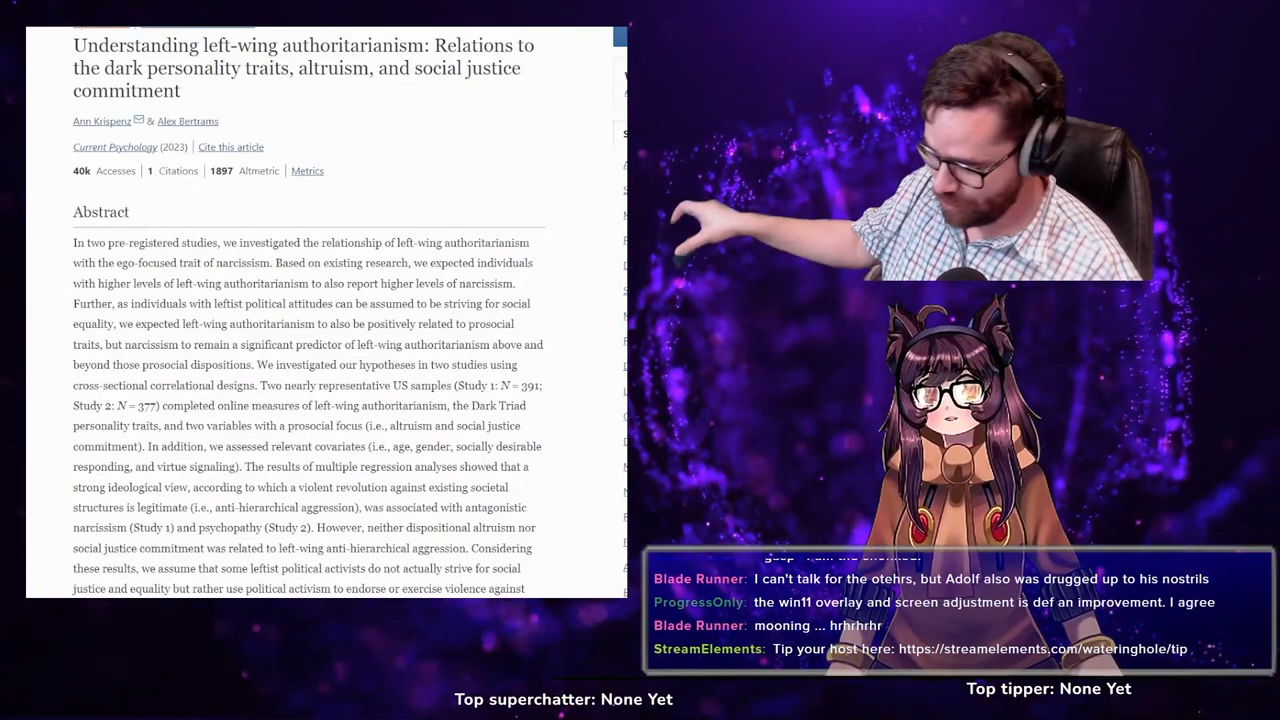 Understanding left-wing authoritarianism: Relations to
the dark personality traits, altruism, and social justice
commitment
Ann Krispenz & Alex Bertrams
Current Psychology (2023) Cite this article
40k Accesses 1 Citations 1897 Altmetric Metrics
Abstract
In two pre-registered studies, we investigated the relationship of left-wing authoritarianism
with the ego-focused trait of narcissism. Based on existing research, we expected individuals
with higher levels of left-wing authoritarianism to also report higher levels of narcissism.
Further, as individuals with leftist political attitudes can be assumed to be striving for social
equality, we expected left-wing authoritarianism to also be positively related to prosocial
traits, but narcissism to remain a significant predictor of left-wing authoritarianism above and
beyond those prosocial dispositions. We investigated our hypotheses in two studies using
cross-sectional correlational designs. Two nearly representative US samples (Study 1: N = 391;
Study 2: N = 377) completed online measures of left-wing authoritarianism, the Dark Triad
personality traits, and two variables with a prosocial focus (i.e., altruism and social justice
commitment). In addition, we assessed relevant covariates (i.e., age, gender, socially desirable
responding, and virtue signaling). The results of multiple regression analyses showed that a
strong ideological view, according to which a violent revolution against existing societal
structures is legitimate (i.e., anti-hierarchical aggression), was associated with antagonistic
narcissism (Study 1) and psychopathy (Study 2). However, neither dispositional altruism nor
social justice commitment was related to left-wing anti-hierarchical aggression. Considering
these results, we assume that some leftist political activists do not actually strive for social
justice and equality but rather use political activism to endorse or exercise violence against
Blade Runner: I can't talk for the otehrs, but Adolf also was drugged up to his nostrils
ProgressOnly: the win11 overlay and screen adjustment is def an improvement. I agree
Blade Runner: mooning ... hrhrhrhr
StreamElements: Tip your host here: https://streamelements.com/wateringhole/tip
Top superchatter: None Yet
Top tipper: None Yet